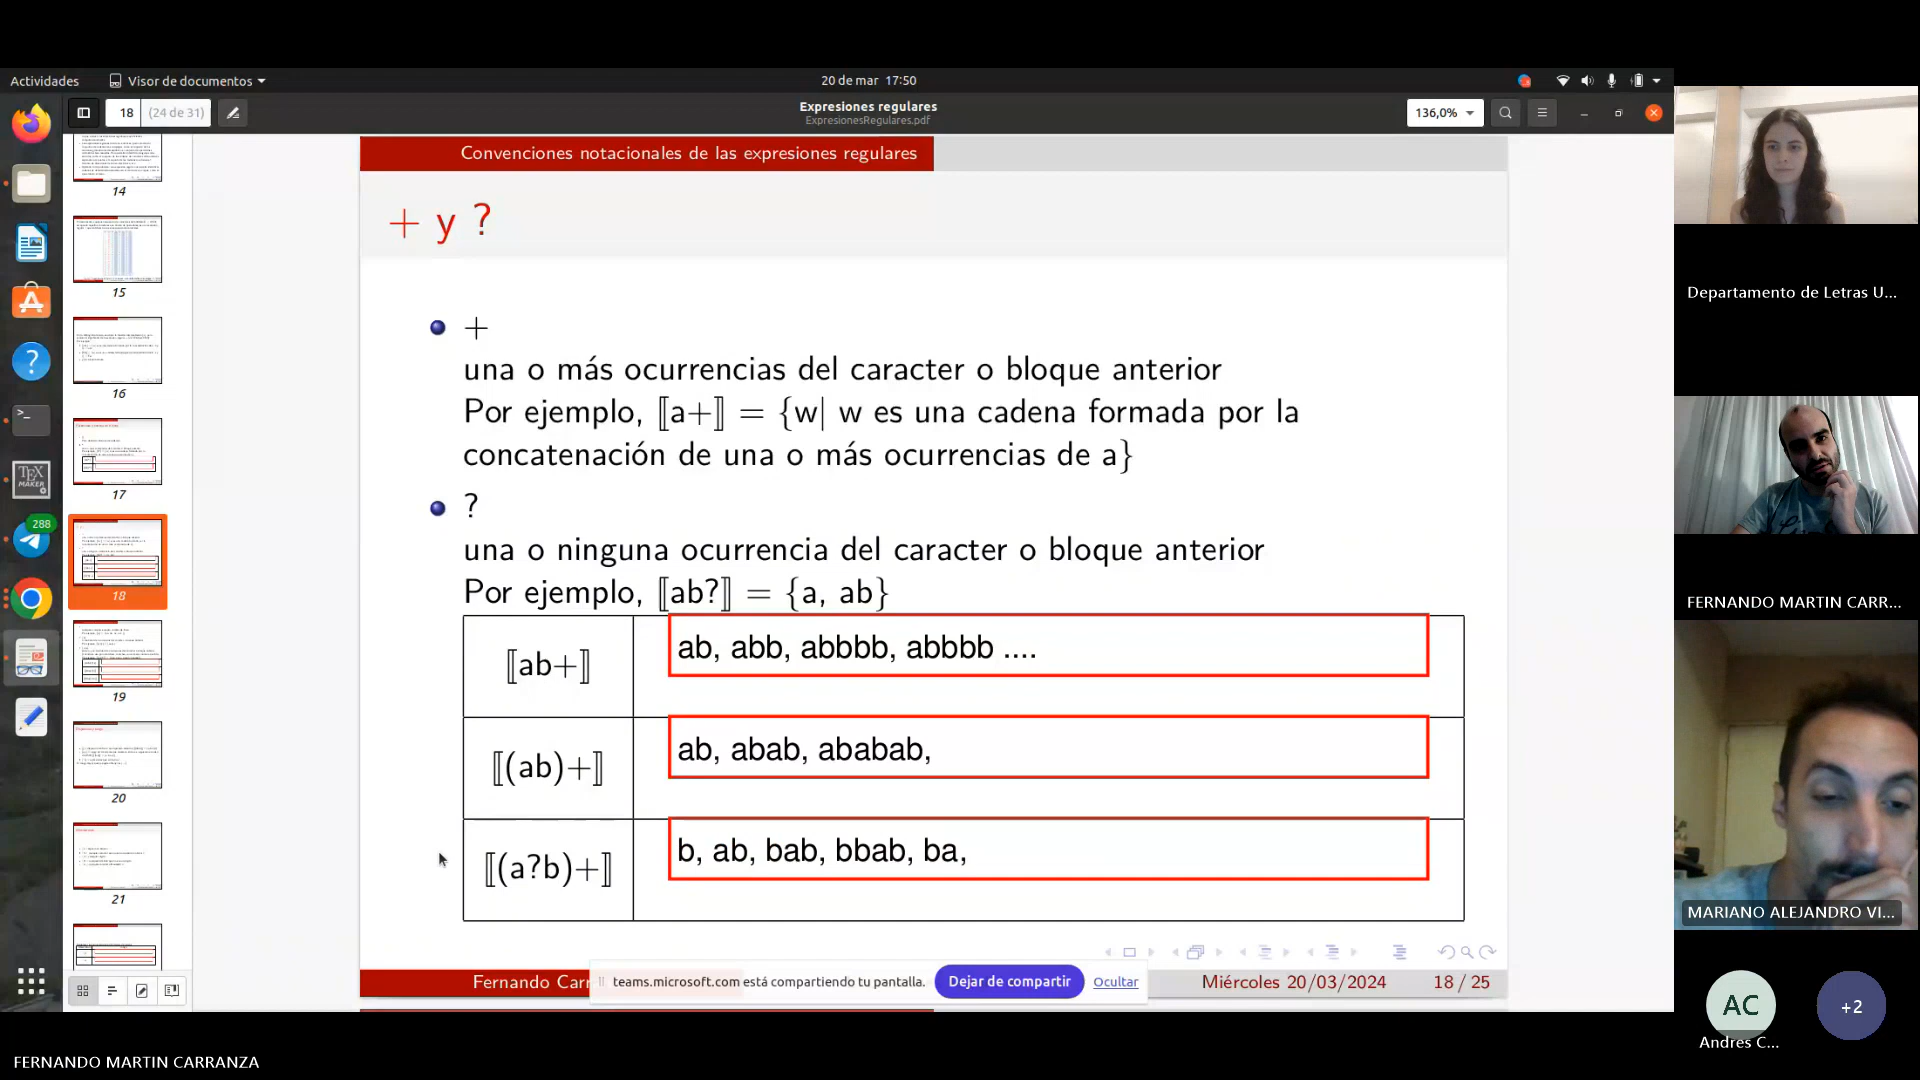 Actividades
Visor de documentos
20 de mar 17:50
18
(24 de 31)
Expresiones regulares
ExpresionesRegulares.pdf
136,0%
14
15
16
17
18
19
20
21
288
TEX
MAKER
Convenciones notacionales de las expresiones regulares
+ y ?
+
una o más ocurrencias del caracter o bloque anterior
Por ejemplo, ⟦a+⟧ = {w| w es una cadena formada por la
concatenación de una o más ocurrencias de a}
?
una o ninguna ocurrencia del caracter o bloque anterior
Por ejemplo, ⟦ab?⟧ = {a, ab}
⟦ab+⟧
ab, abb, abbbb, abbbb ....
⟦(ab)+⟧
ab, abab, ababab,
⟦(a?b)+⟧
b, ab, bab, bbab, ba,
Fernando Carr
teams.microsoft.com está compartiendo tu pantalla.
Dejar de compartir
Ocultar
Miércoles 20/03/2024
18 / 25
Departamento de Letras U...
FERNANDO MARTIN CARR...
MARIANO ALEJANDRO VI...
AC
Andres C...
+2
FERNANDO MARTIN CARRANZA